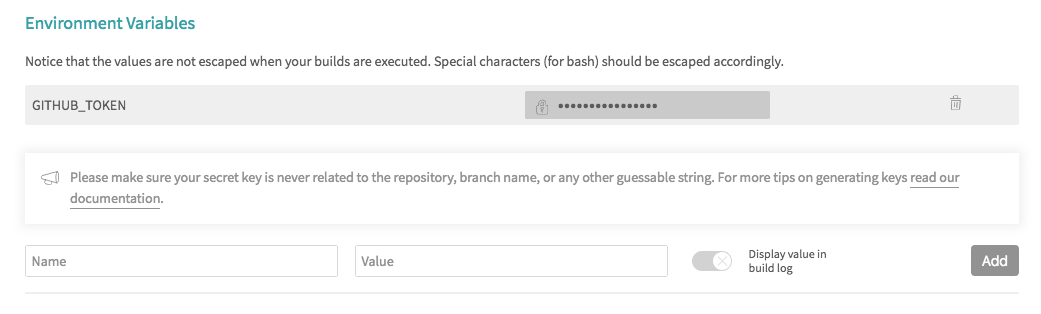 Environment Variables
Notice that the values are not escaped when your builds are executed. Special characters (for bash) should be escaped accordingly.
GITHUB_TOKEN ••••••••••••••••
Please make sure your secret key is never related to the repository, branch name, or any other guessable string. For more tips on generating keys read our
documentation.
Name Value Display value in
build log Add